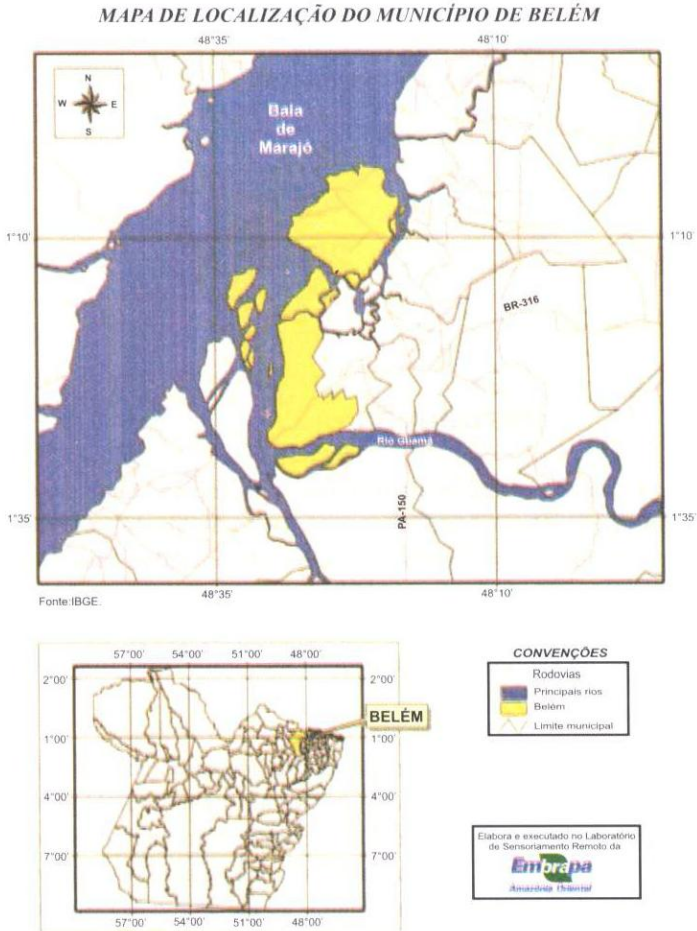 MAPA DE LOCALIZAÇÃO DO MUNICÍPIO DE BELÉM
48°35' 48°10'
N
W E
S
Baia
de
Marajó
1°10' 1°10'
BR-316
Rio Guamá
PA-150
1°35' 1°35'
48°35' 48°10'
Fonte:IBGE.
57°00' 54°00' 51°00' 48°00'
2°00' 2°00'
BELÉM
1°00' 1°00'
4°00' 4°00'
7°00' 7°00'
57°00' 54°00' 51°00' 48°00'
CONVENÇÕES
Rodovias
Principais rios
Belém
Limite municipal
Elabora e executado no Laboratório
de Sensoriamento Remoto da
Embrapa
Amazônia Oriental